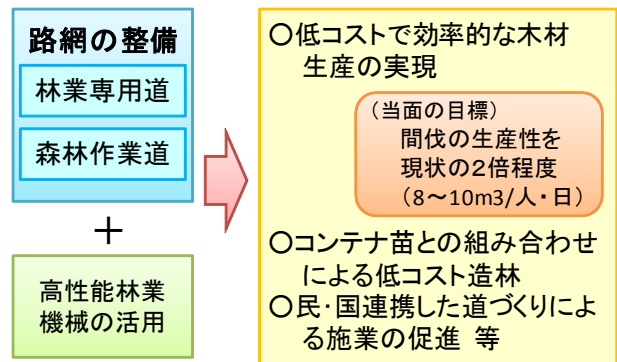 路網の整備
林業専用道
森林作業道
＋
高性能林業
機械の活用
○低コストで効率的な木材
生産の実現
（当面の目標）
間伐の生産性を
現状の２倍程度
（8～10m3/人・日）
○コンテナ苗との組み合わせ
による低コスト造林
○民・国連携した道づくりによ
る施業の促進 等